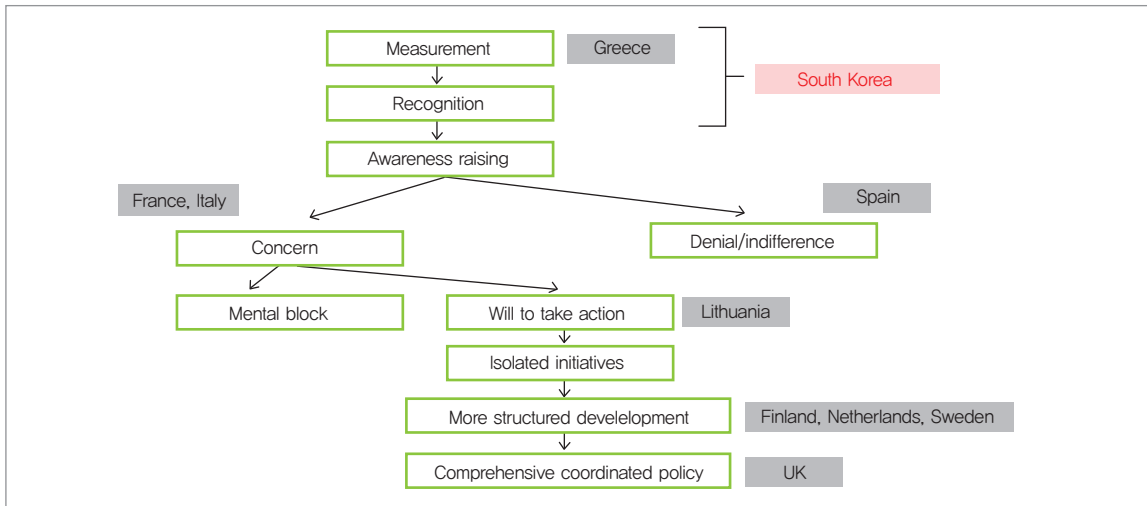 Measurement
Greece
South Korea
Recognition
Awareness raising
France, Italy
Spain
Concern
Denial/indifference
Mental block
Will to take action
Lithuania
Isolated initiatives
More structured develelopment
Finland, Netherlands, Sweden
Comprehensive coordinated policy
UK